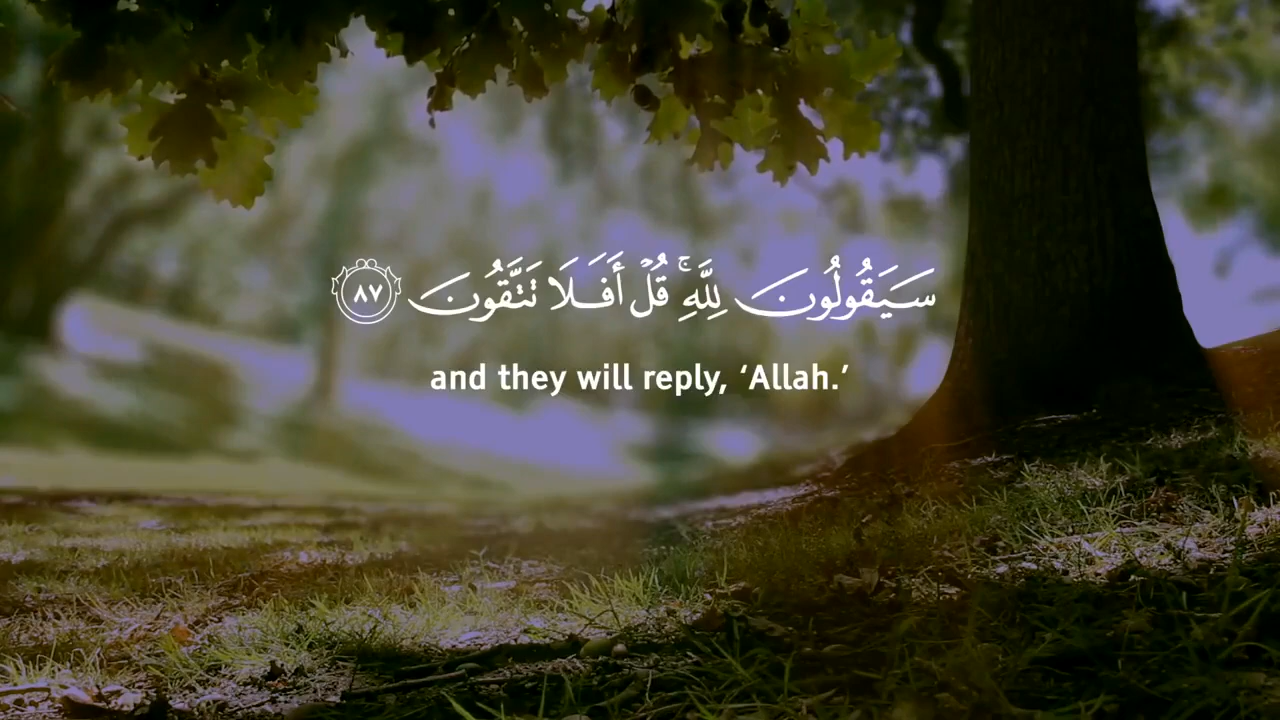 سَيَقُولُونَ لِلَّهِ ۚ قُلْ أَفَلَا تَتَّقُونَ ٨٧
and they will reply, ‘Allah.’